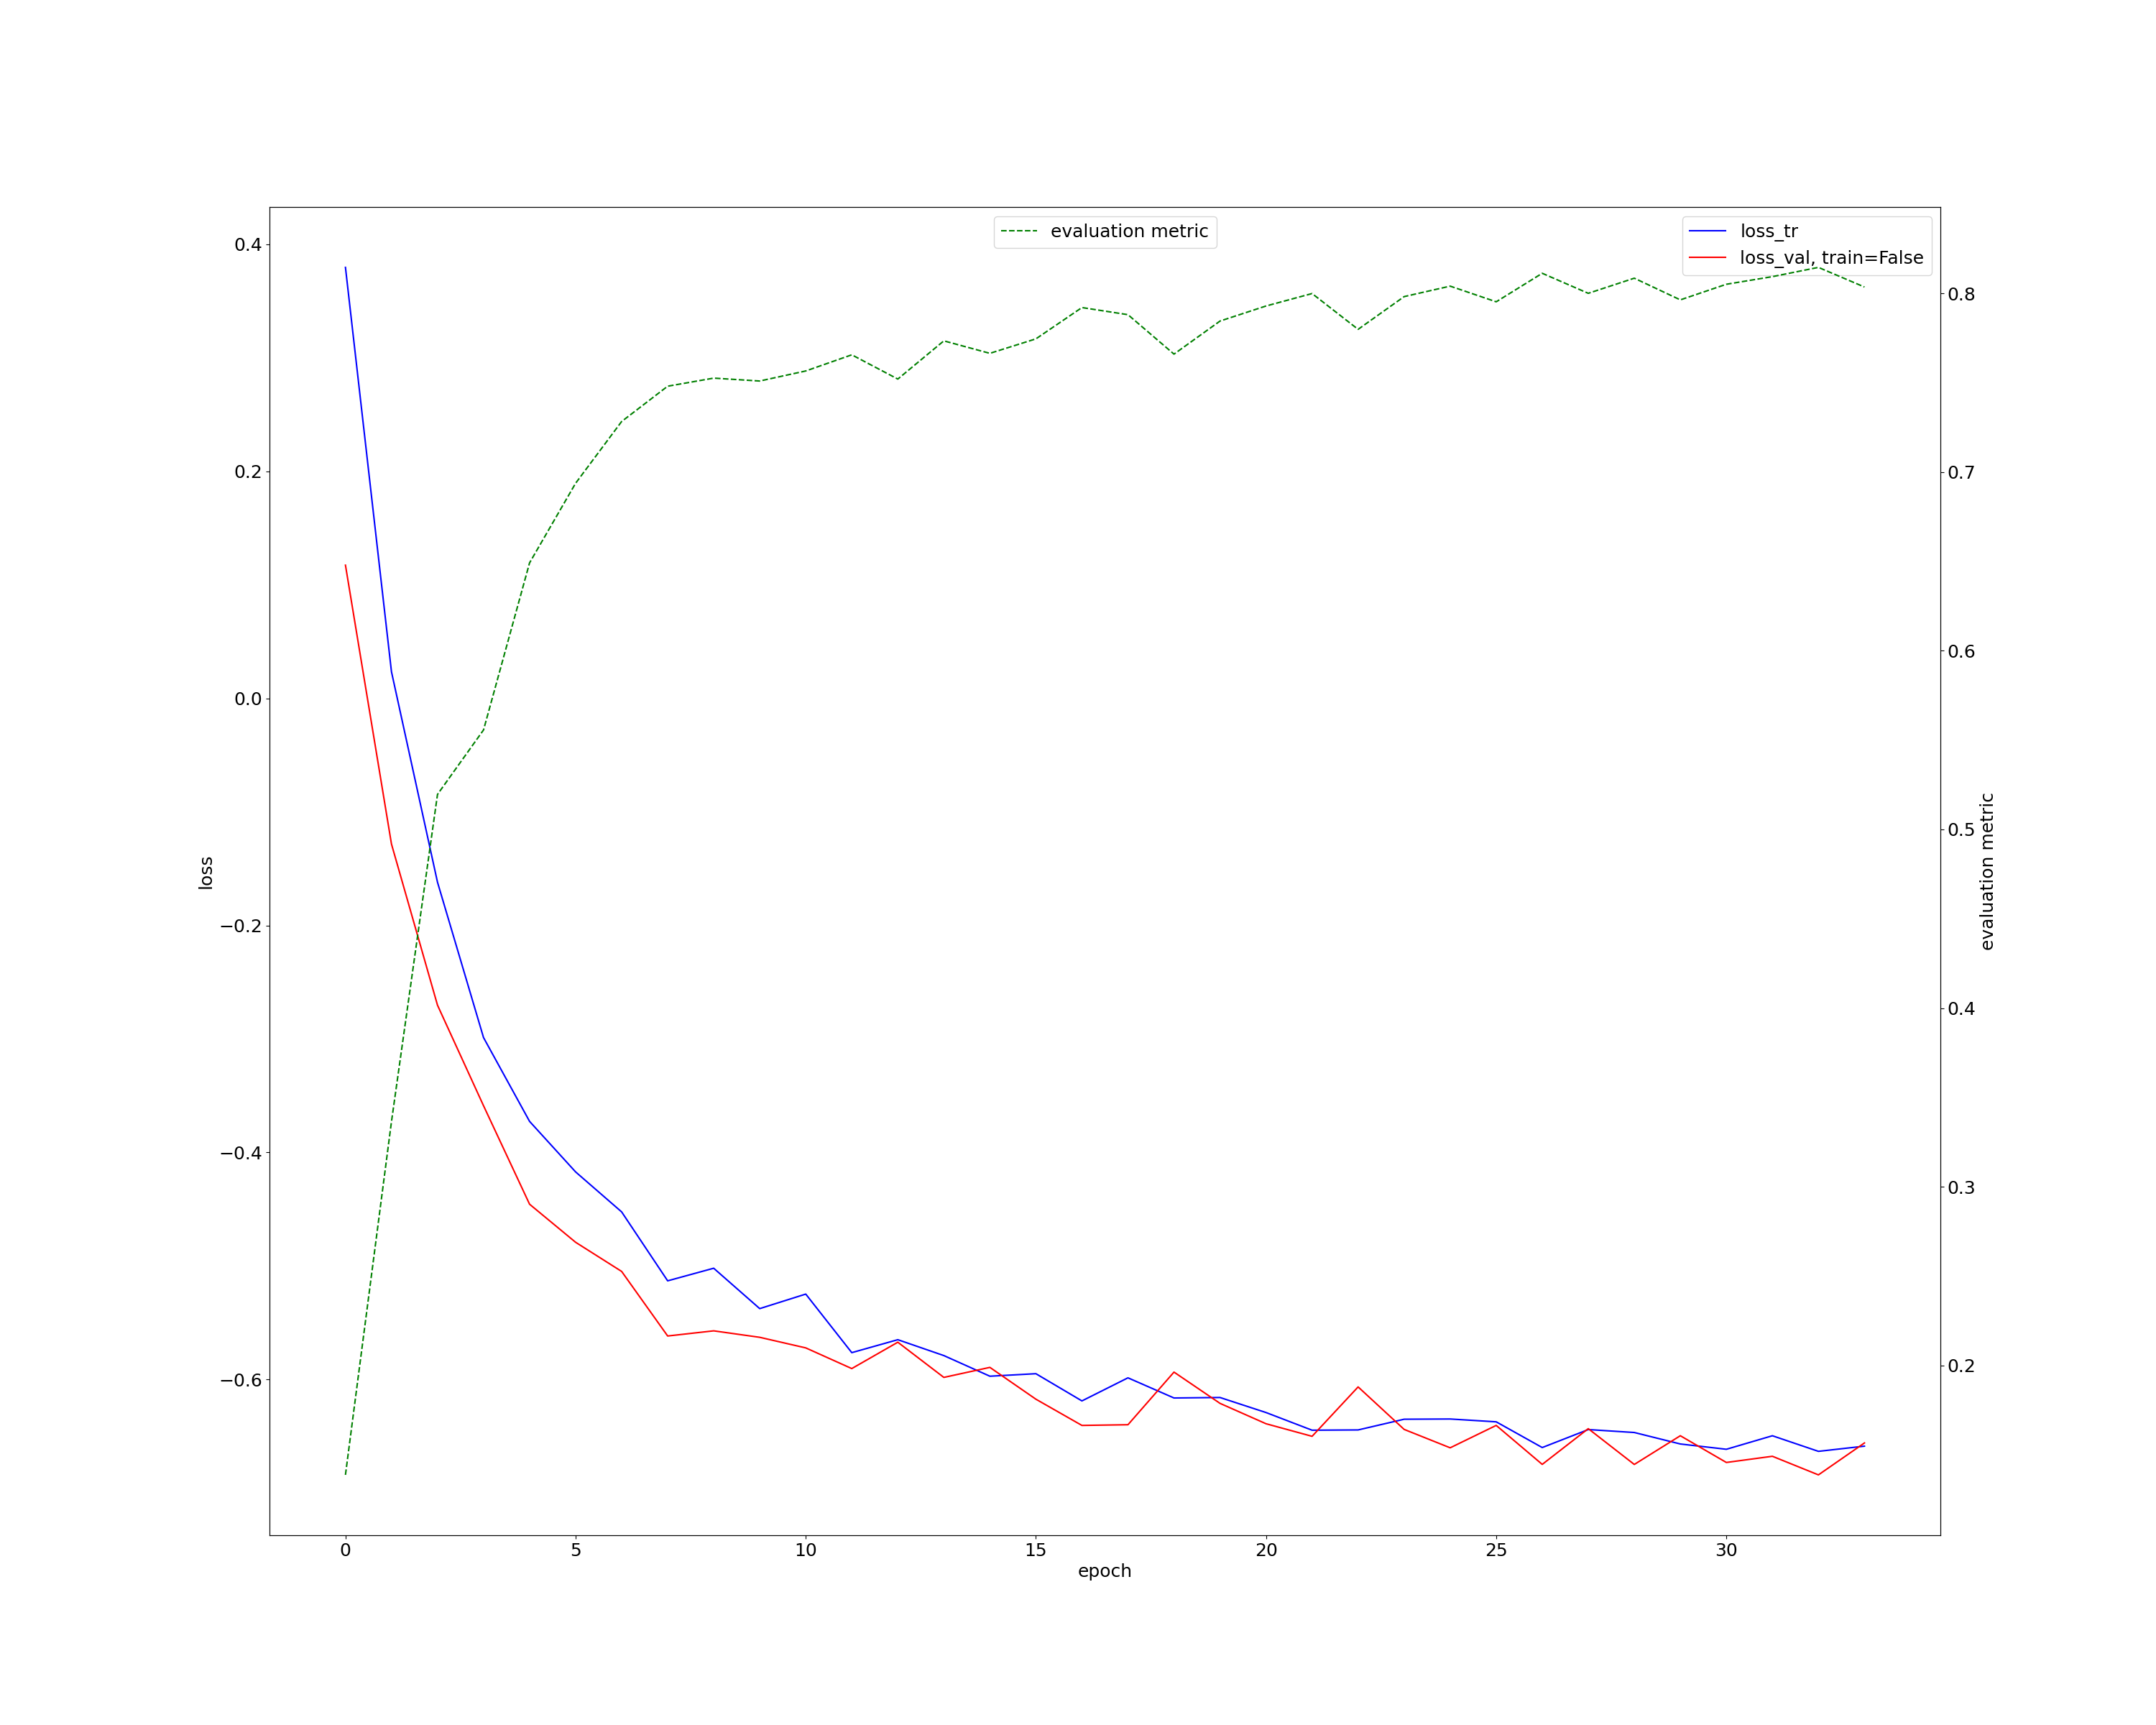 evaluation metric
loss_tr
loss_val, train=False
0.4
0.2
0.0
−0.2
−0.4
−0.6
loss
0.8
0.7
0.6
0.5
0.4
0.3
0.2
evaluation metric
0 5 10 15 20 25 30
epoch